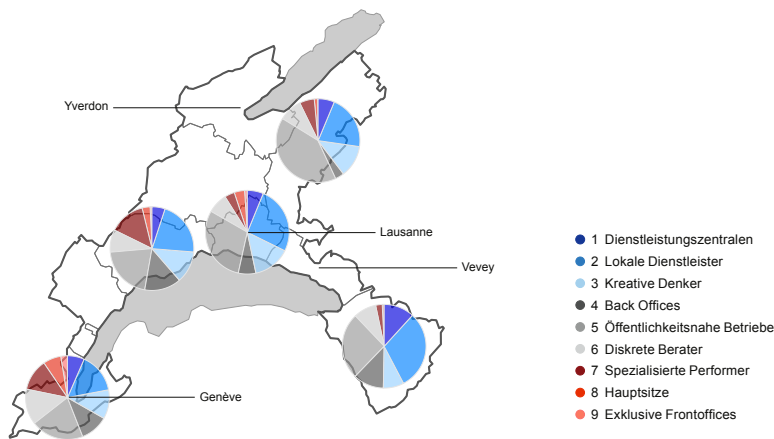 Yverdon
Lausanne
Vevey
Genève
1 Dienstleistungszentralen
2 Lokale Dienstleister
3 Kreative Denker
4 Back Offices
5 Öffentlichkeitsnahe Betriebe
6 Diskrete Berater
7 Spezialisierte Performer
8 Hauptsitze
9 Exklusive Frontoffices